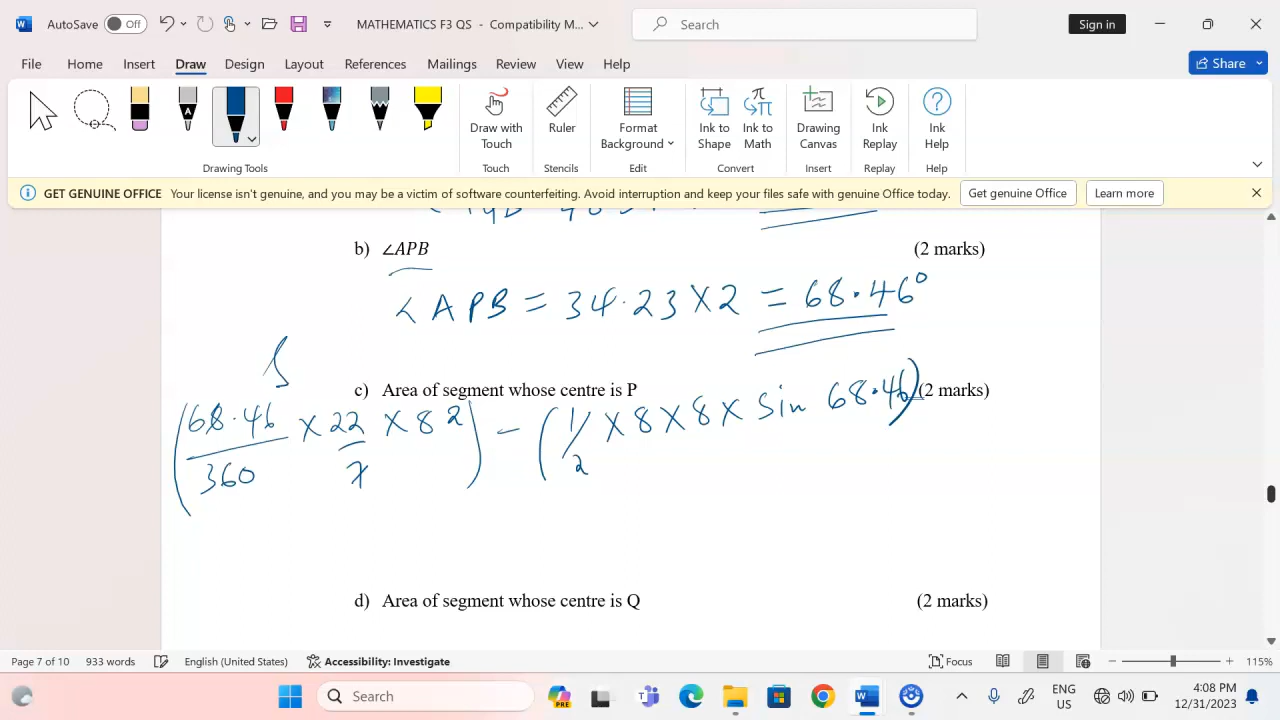 AutoSave Off MATHEMATICS F3 QS - Compatibility M... Search Sign in
File Home Insert Draw Design Layout References Mailings Review View Help Share
Draw with Touch Ruler Format Background Ink to Shape Ink to Math Drawing Canvas Ink Replay Ink Help
Drawing Tools Touch Stencils Edit Convert Insert Replay Help
GET GENUINE OFFICE Your license isn't genuine, and you may be a victim of software counterfeiting. Avoid interruption and keep your files safe with genuine Office today. Get genuine Office Learn more
b) ∠APB (2 marks)
∠ APB = 34.23 X 2 = 68.46°
c) Area of segment whose centre is P (2 marks)
(68.46/360 X 22/7 X 8²) - (1/2 X 8 X 8 X Sin 68.46)
d) Area of segment whose centre is Q (2 marks)
Page 7 of 10 933 words English (United States) Accessibility: Investigate Focus 115%
Search PRE ENG US 4:08 PM 12/31/2023